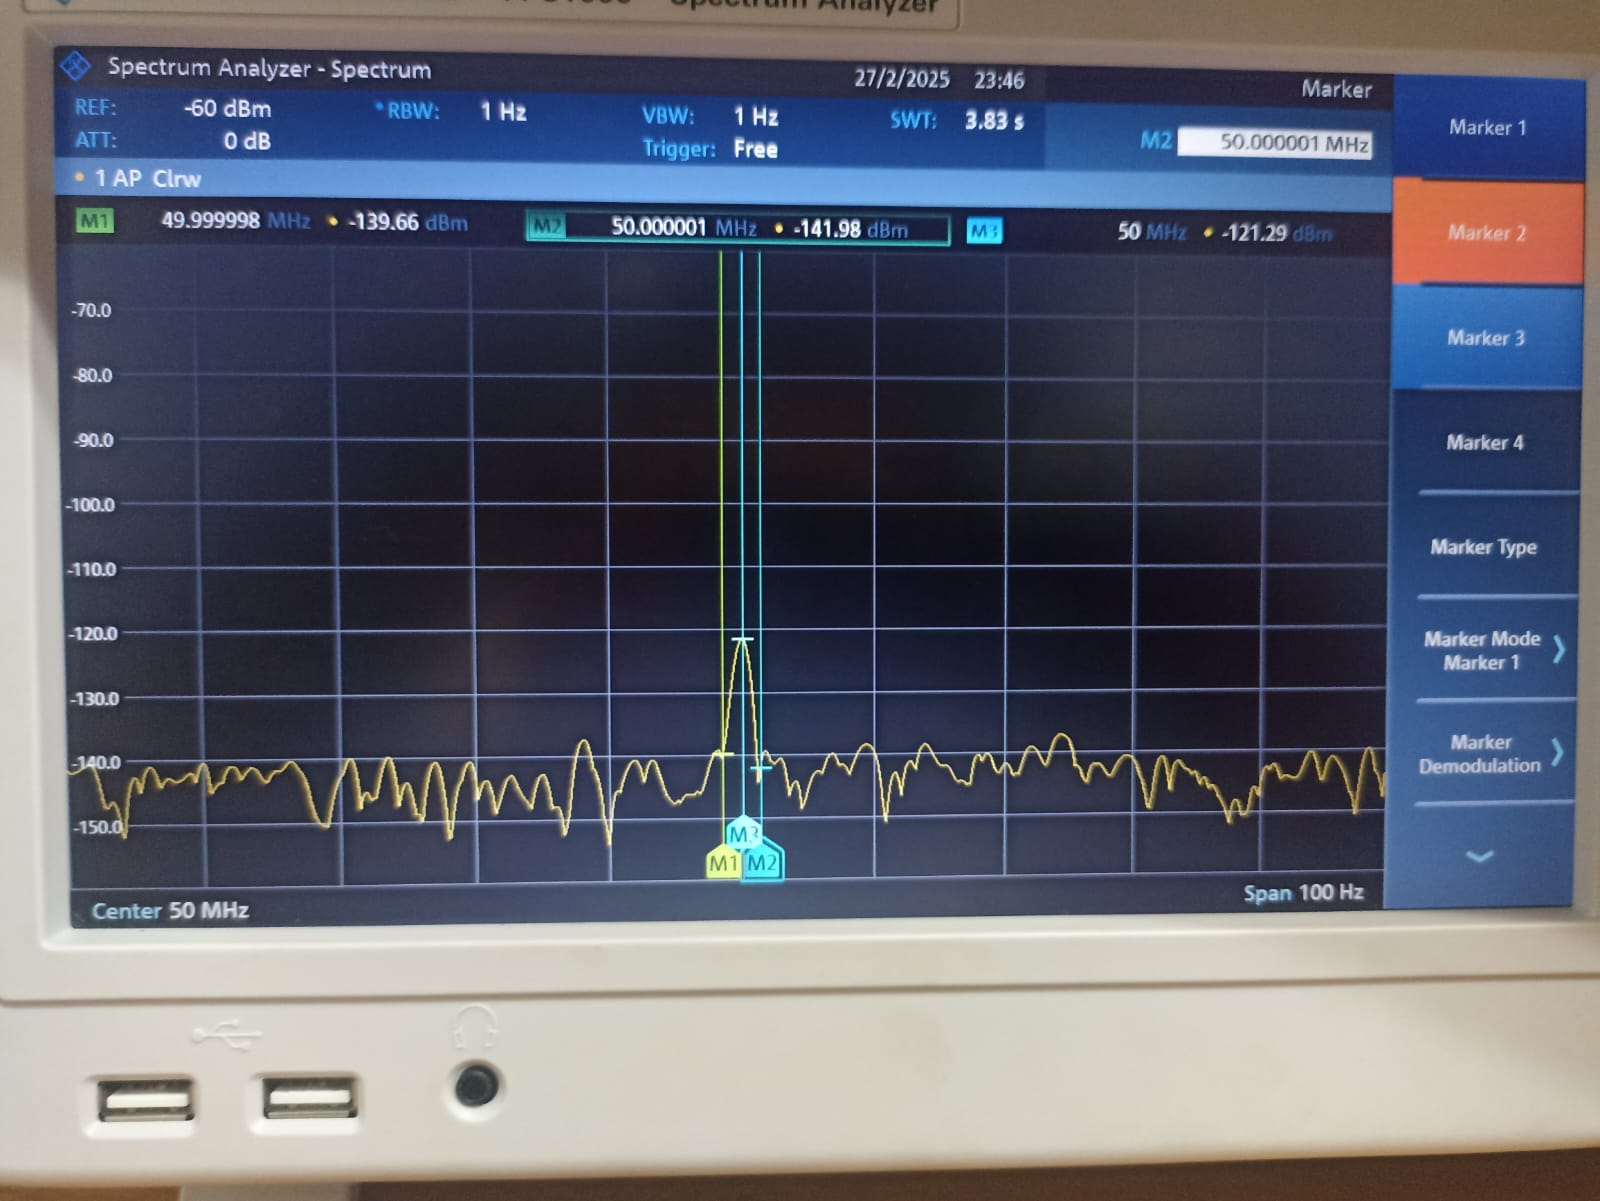 Spectrum Analyzer
Spectrum Analyzer - Spectrum
27/2/2025 23:46
Marker
REF: -60 dBm
RBW: 1 Hz
VBW: 1 Hz
SWT: 3.83 s
ATT: 0 dB
Trigger: Free
M2 50.000001 MHz
1 AP Clrw
M1 49.999998 MHz -139.66 dBm
M2 50.000001 MHz -141.98 dBm
M3 50 MHz -121.29 dBm
-70.0
-80.0
-90.0
-100.0
-110.0
-120.0
-130.0
-140.0
-150.0
M3
M1
M2
Center 50 MHz
Span 100 Hz
Marker 1
Marker 2
Marker 3
Marker 4
Marker Type
Marker Mode
Marker 1
Marker
Demodulation